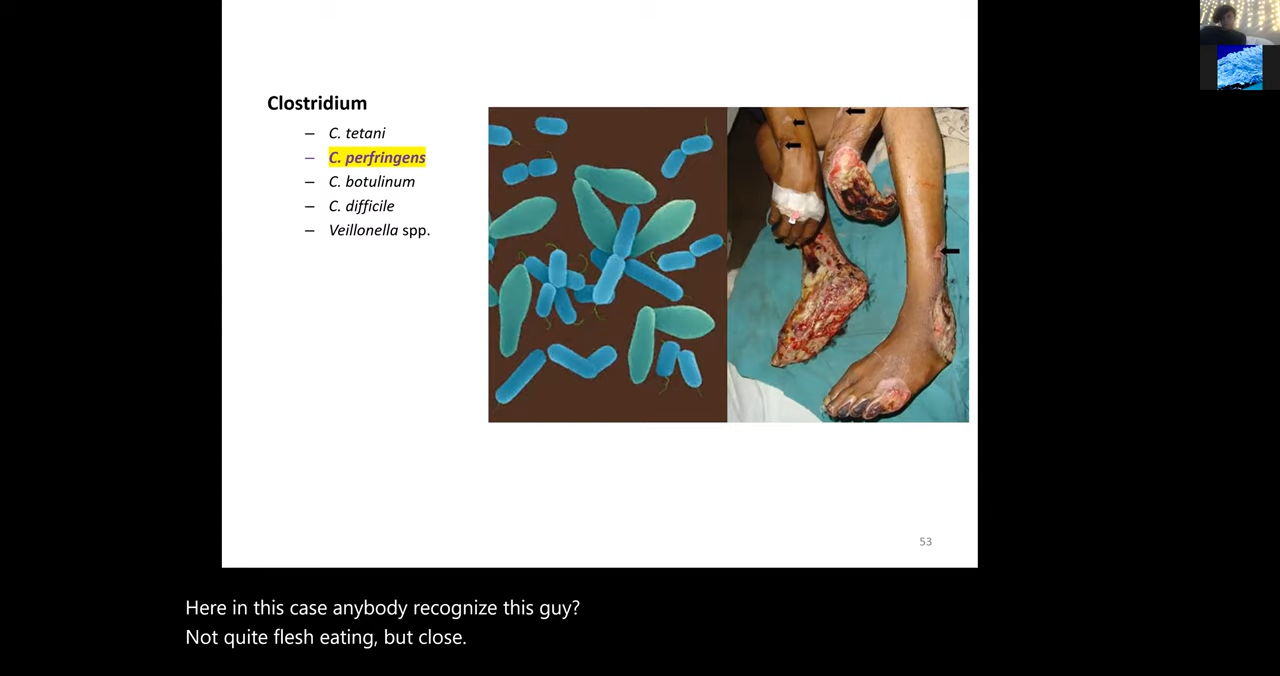 Clostridium
– C. tetani
– C. perfringens
– C. botulinum
– C. difficile
– Veillonella spp.
53
Here in this case anybody recognize this guy?
Not quite flesh eating, but close.